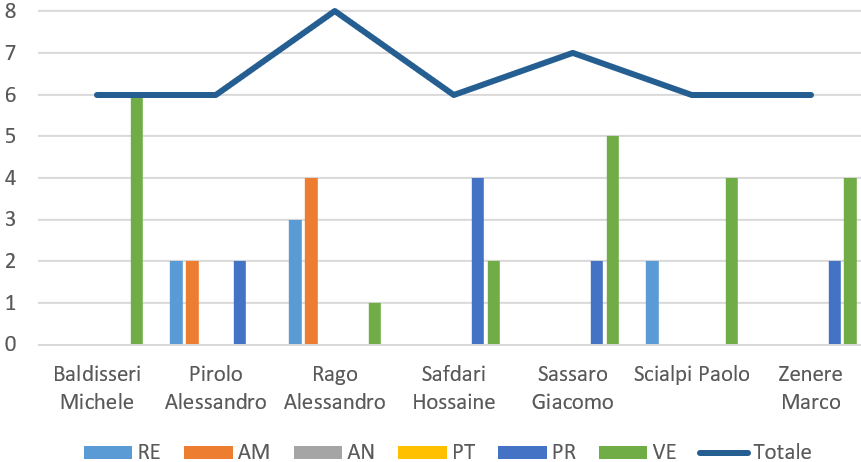 8
7
6
5
4
3
2
1
0
Baldisseri Michele
Pirolo Alessandro
Rago Alessandro
Safdari Hossaine
Sassaro Giacomo
Scialpi Paolo
Zenere Marco
RE AM AN PT PR VE Totale